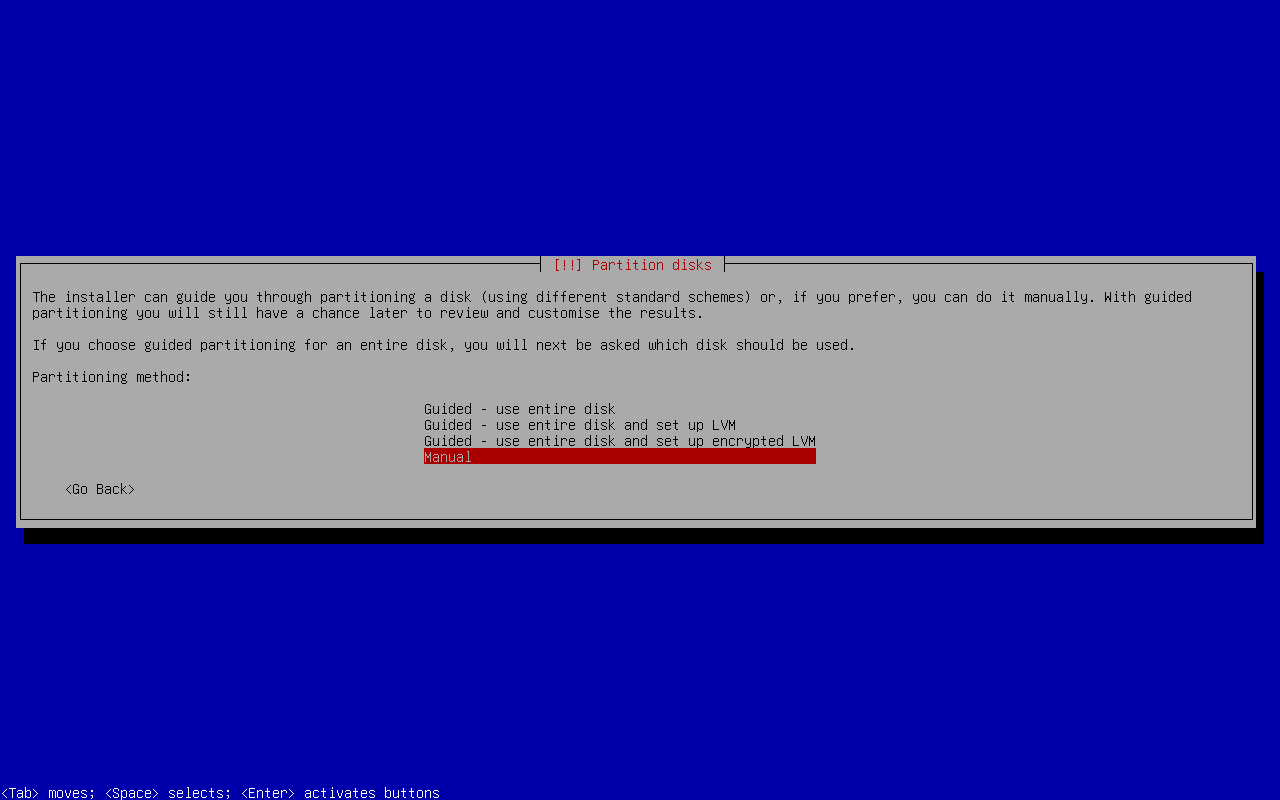 [!!] Partition disks
The installer can guide you through partitioning a disk (using different standard schemes) or, if you prefer, you can do it manually. With guided
partitioning you will still have a chance later to review and customise the results.
If you choose guided partitioning for an entire disk, you will next be asked which disk should be used.
Partitioning method:
Guided - use entire disk
Guided - use entire disk and set up LVM
Guided - use entire disk and set up encrypted LVM
Manual
<Go Back>
<Tab> moves; <Space> selects; <Enter> activates buttons